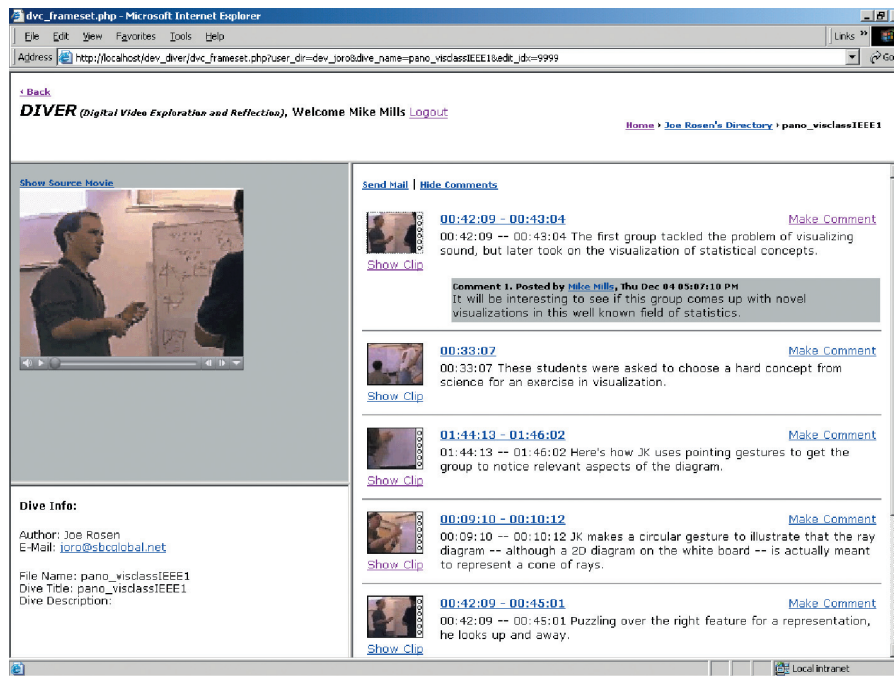 dvc_frameset.php - Microsoft Internet Explorer
File Edit View Favorites Tools Help
Links »
Address http://localhost/dev_diver/dvc_frameset.php?user_dir=dev_joro&dive_name=pano_visclassIEEE1&edit_idx=9999
Go
‹ Back
DIVER (Digital Video Exploration and Reflection), Welcome Mike Mills Logout
Home › Joe Rosen's Directory › pano_visclassIEEE1
Show Source Movie
Dive Info:
Author: Joe Rosen
E-Mail: joro@sbcglobal.net
File Name: pano_visclassIEEE1
Dive Title: pano_visclassIEEE1
Dive Description:
Send Mail | Hide Comments
00:42:09 - 00:43:04 Make Comment
00:42:09 -- 00:43:04 The first group tackled the problem of visualizing
sound, but later took on the visualization of statistical concepts.
Show Clip
Comment 1. Posted by Mike Mills, Thu Dec 04 05:07:10 PM
It will be interesting to see if this group comes up with novel
visualizations in this well known field of statistics.
00:33:07 Make Comment
00:33:07 These students were asked to choose a hard concept from
science for an exercise in visualization.
Show Clip
01:44:13 - 01:46:02 Make Comment
01:44:13 -- 01:46:02 Here's how JK uses pointing gestures to get the
group to notice relevant aspects of the diagram.
Show Clip
00:09:10 - 00:10:12 Make Comment
00:09:10 -- 00:10:12 JK makes a circular gesture to illustrate that the ray
diagram -- although a 2D diagram on the white board -- is actually meant
to represent a cone of rays.
Show Clip
00:42:09 - 00:45:01 Make Comment
00:42:09 -- 00:45:01 Puzzling over the right feature for a representation,
he looks up and away.
Show Clip
Local intranet